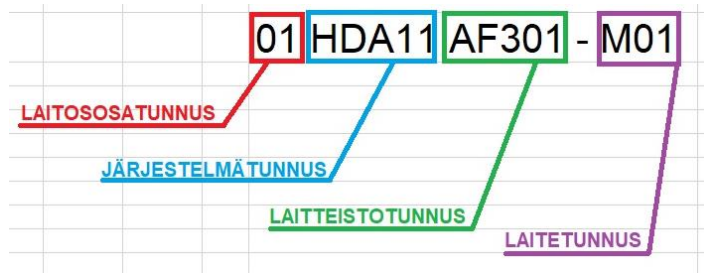 01 HDA11 AF301 - M01
LAITOSOSATUNNUS
JÄRJESTELMÄTUNNUS
LAITTEISTOTUNNUS
LAITETUNNUS